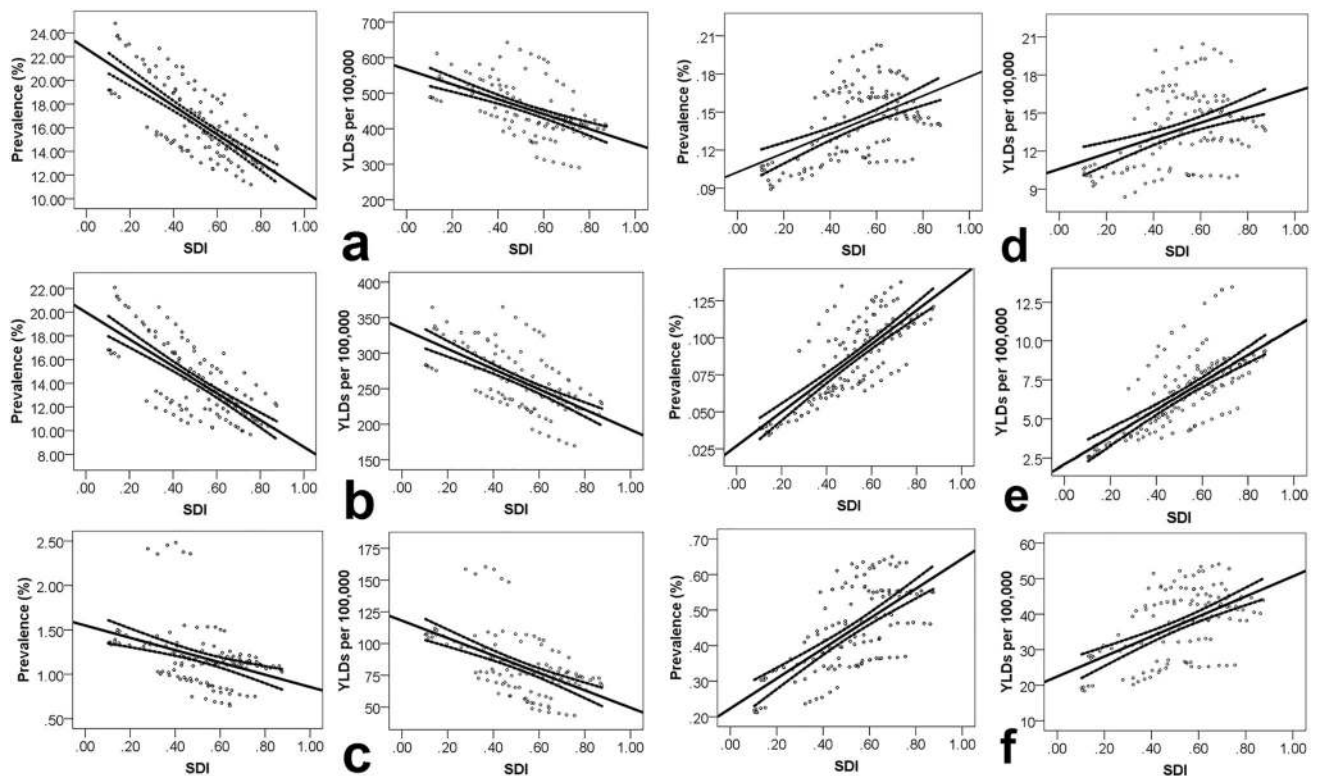 Prevalence (%)
24.00
22.00
20.00
18.00
16.00
14.00
12.00
10.00
.00 .20 .40 .60 .80 1.00
SDI
YLDs per 100,000
700
600
500
400
300
200
.00 .20 .40 .60 .80 1.00
SDI
a
Prevalence (%)
.21
.18
.15
.12
.09
.00 .20 .40 .60 .80 1.00
SDI
YLDs per 100,000
21
18
15
12
9
.00 .20 .40 .60 .80 1.00
SDI
d
Prevalence (%)
22.00
20.00
18.00
16.00
14.00
12.00
10.00
8.00
.00 .20 .40 .60 .80 1.00
SDI
YLDs per 100,000
400
350
300
250
200
150
.00 .20 .40 .60 .80 1.00
SDI
b
Prevalence (%)
.125
.100
.075
.050
.025
.00 .20 .40 .60 .80 1.00
SDI
YLDs per 100,000
12.5
10.0
7.5
5.0
2.5
.00 .20 .40 .60 .80 1.00
SDI
e
Prevalence (%)
2.50
2.00
1.50
1.00
.50
.00 .20 .40 .60 .80 1.00
SDI
YLDs per 100,000
175
150
125
100
75
50
.00 .20 .40 .60 .80 1.00
SDI
c
Prevalence (%)
.70
.60
.50
.40
.30
.20
.00 .20 .40 .60 .80 1.00
SDI
YLDs per 100,000
60
50
40
30
20
10
.00 .20 .40 .60 .80 1.00
SDI
f